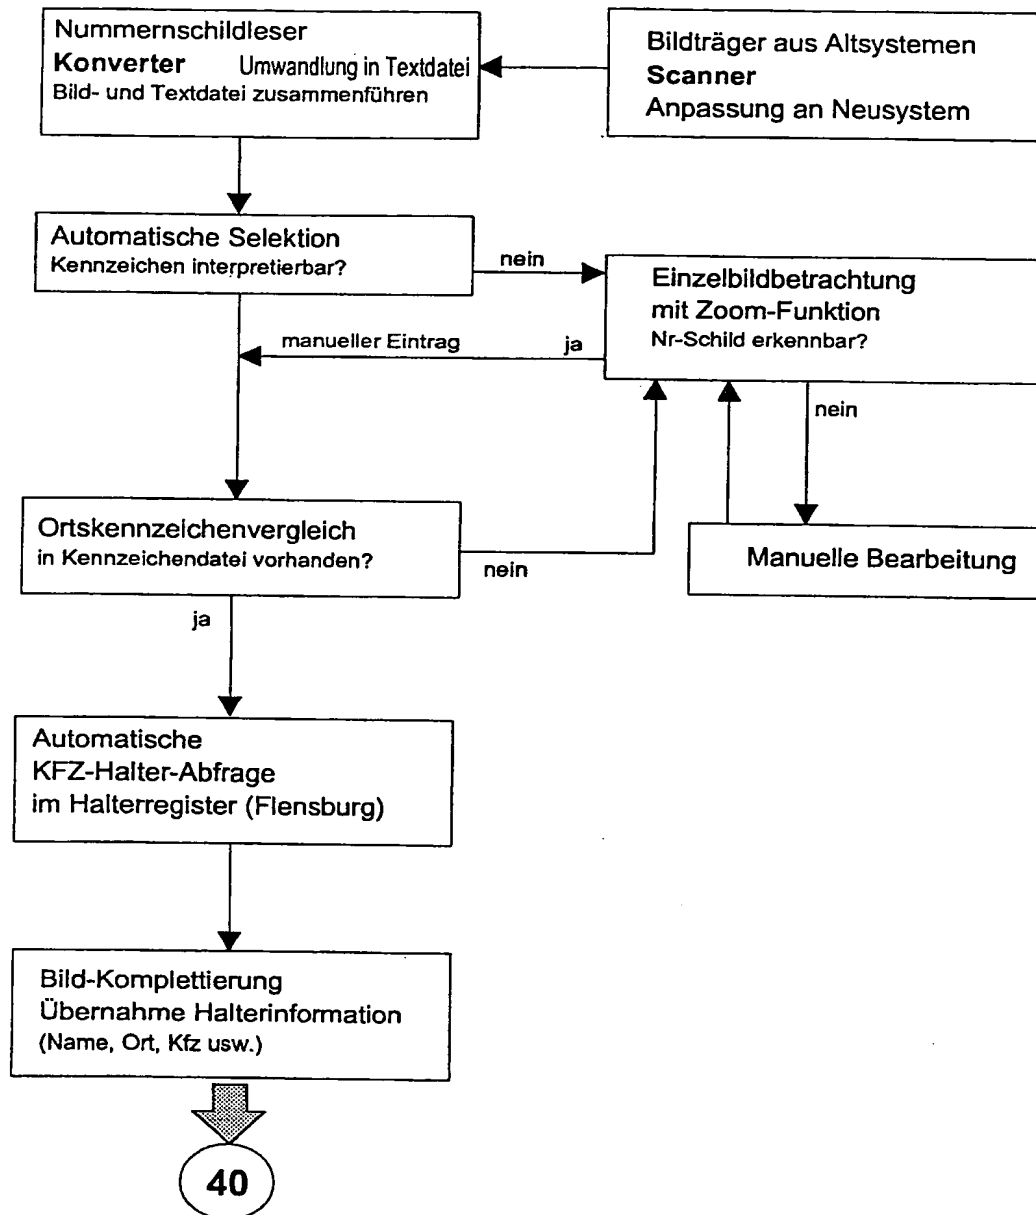 Nummernschildleser
Konverter Umwandlung in Textdatei
Bild- und Textdatei zusammenführen
Bildträger aus Altsystemen
Scanner
Anpassung an Neusystem
Automatische Selektion
Kennzeichen interpretierbar?
nein
Einzelbildbetrachtung
mit Zoom-Funktion
Nr-Schild erkennbar?
manueller Eintrag
ja
nein
Ortskennzeichenvergleich
in Kennzeichendatei vorhanden?
nein
Manuelle Bearbeitung
ja
Automatische
KFZ-Halter-Abfrage
im Halterregister (Flensburg)
Bild-Komplettierung
Übernahme Halterinformation
(Name, Ort, Kfz usw.)
40